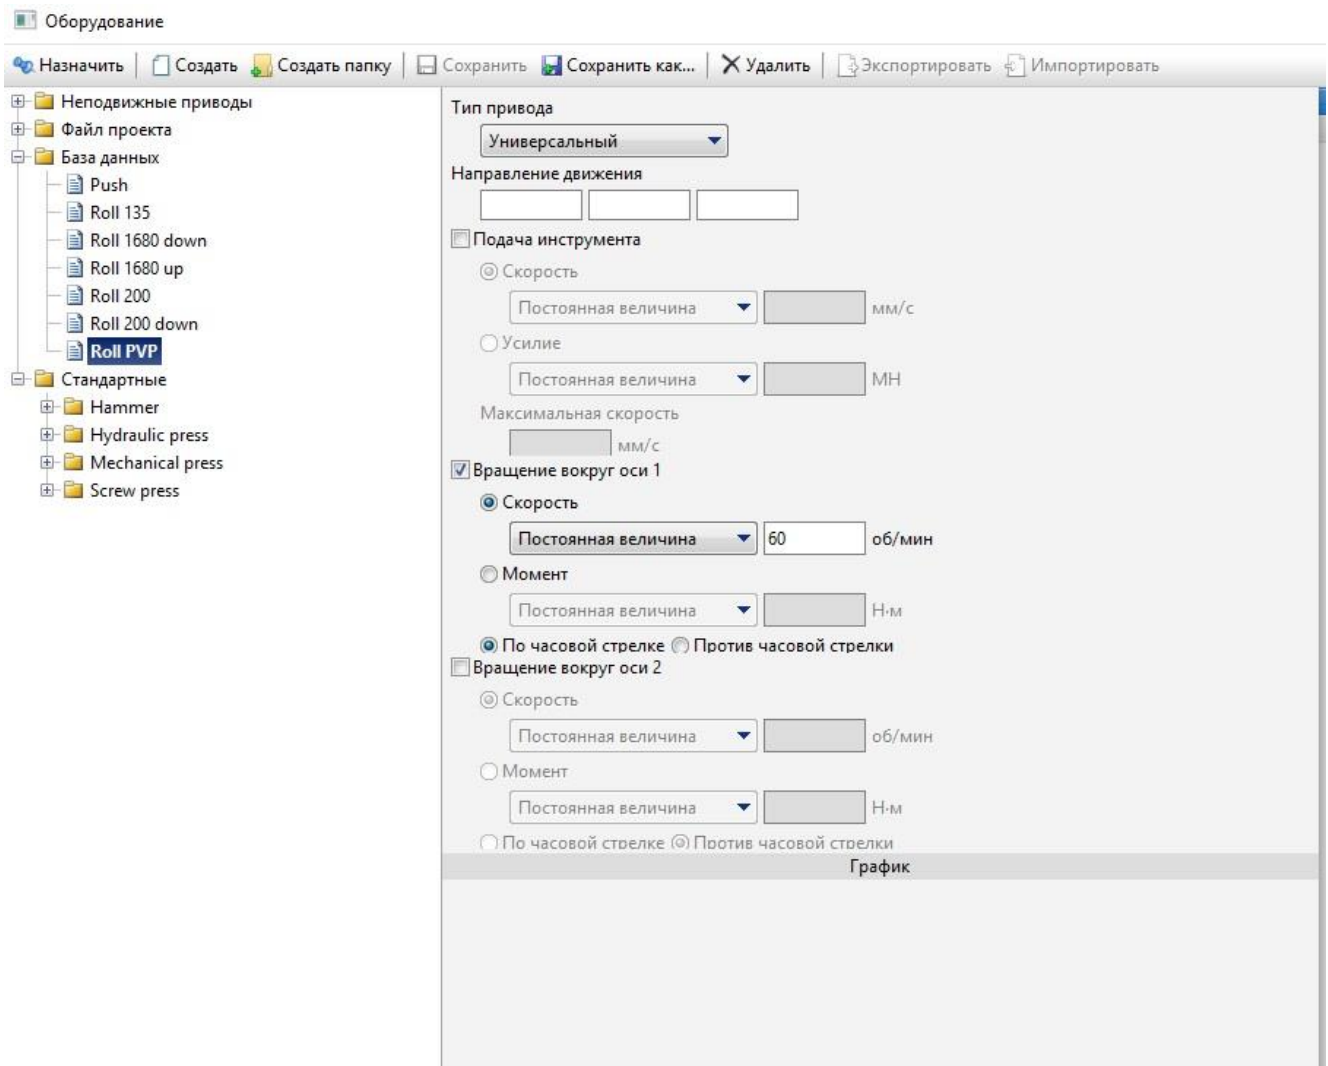 Оборудование
Назначить Создать Создать папку Сохранить Сохранить как... Удалить Экспортировать Импортировать
Неподвижные приводы
Файл проекта
База данных
Push
Roll 135
Roll 1680 down
Roll 1680 up
Roll 200
Roll 200 down
Roll PVP
Стандартные
Hammer
Hydraulic press
Mechanical press
Screw press
Тип привода
Универсальный
Направление движения
Подача инструмента
Скорость
Постоянная величина мм/с
Усилие
Постоянная величина МН
Максимальная скорость
мм/с
Вращение вокруг оси 1
Скорость
Постоянная величина 60 об/мин
Момент
Постоянная величина Н·м
По часовой стрелке Против часовой стрелки
Вращение вокруг оси 2
Скорость
Постоянная величина об/мин
Момент
Постоянная величина Н·м
По часовой стрелке Против часовой стрелки
График